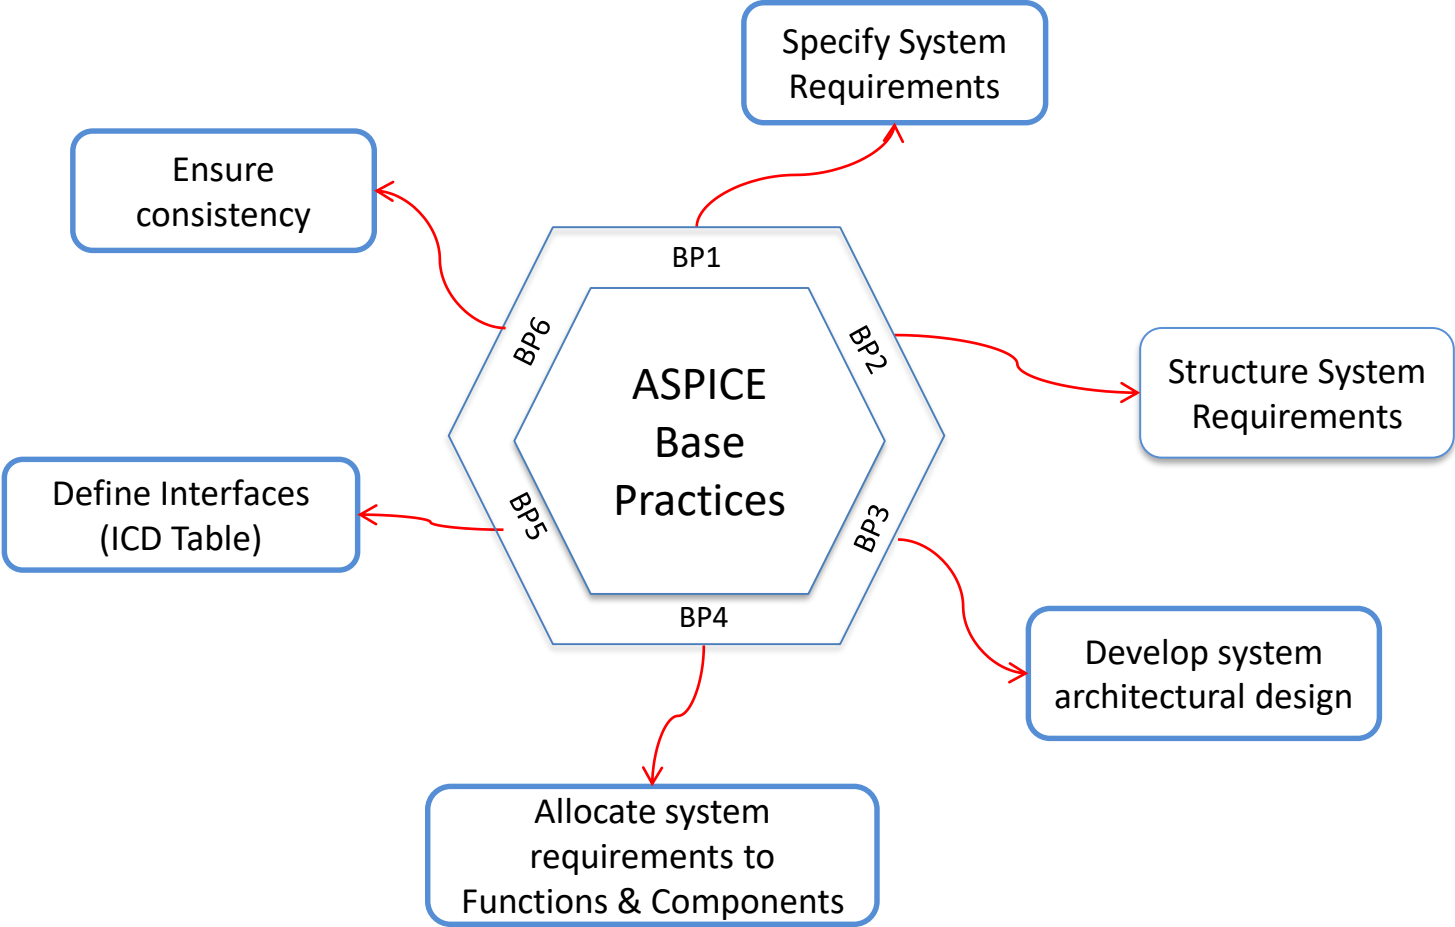 Specify System
Requirements
Ensure
consistency
BP1
BP6
BP2
ASPICE
Base
Practices
Structure System
Requirements
Define Interfaces
(ICD Table)
BP5
BP3
BP4
Develop system
architectural design
Allocate system
requirements to
Functions & Components